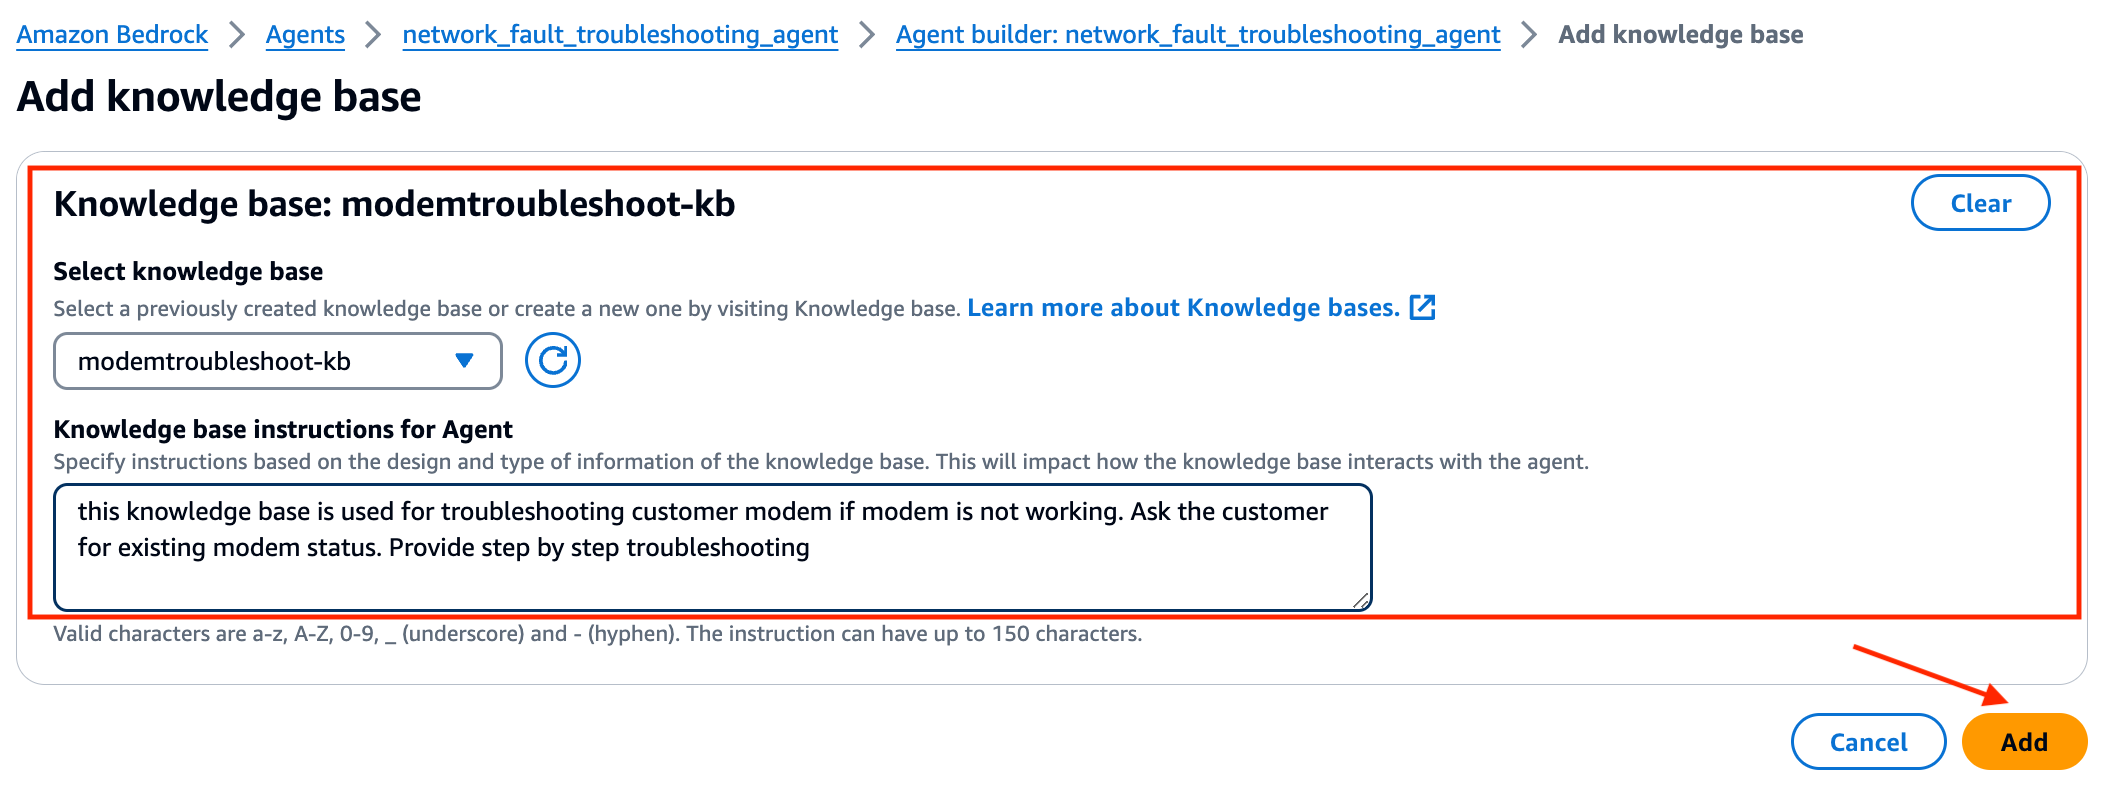 Amazon Bedrock > Agents > network_fault_troubleshooting_agent > Agent builder: network_fault_troubleshooting_agent > Add knowledge base
Add knowledge base
Knowledge base: modemtroubleshoot-kb
Clear
Select knowledge base
Select a previously created knowledge base or create a new one by visiting Knowledge base. Learn more about Knowledge bases.
modemtroubleshoot-kb
Knowledge base instructions for Agent
Specify instructions based on the design and type of information of the knowledge base. This will impact how the knowledge base interacts with the agent.
this knowledge base is used for troubleshooting customer modem if modem is not working. Ask the customer
for existing modem status. Provide step by step troubleshooting
Valid characters are a-z, A-Z, 0-9, _ (underscore) and - (hyphen). The instruction can have up to 150 characters.
Cancel
Add